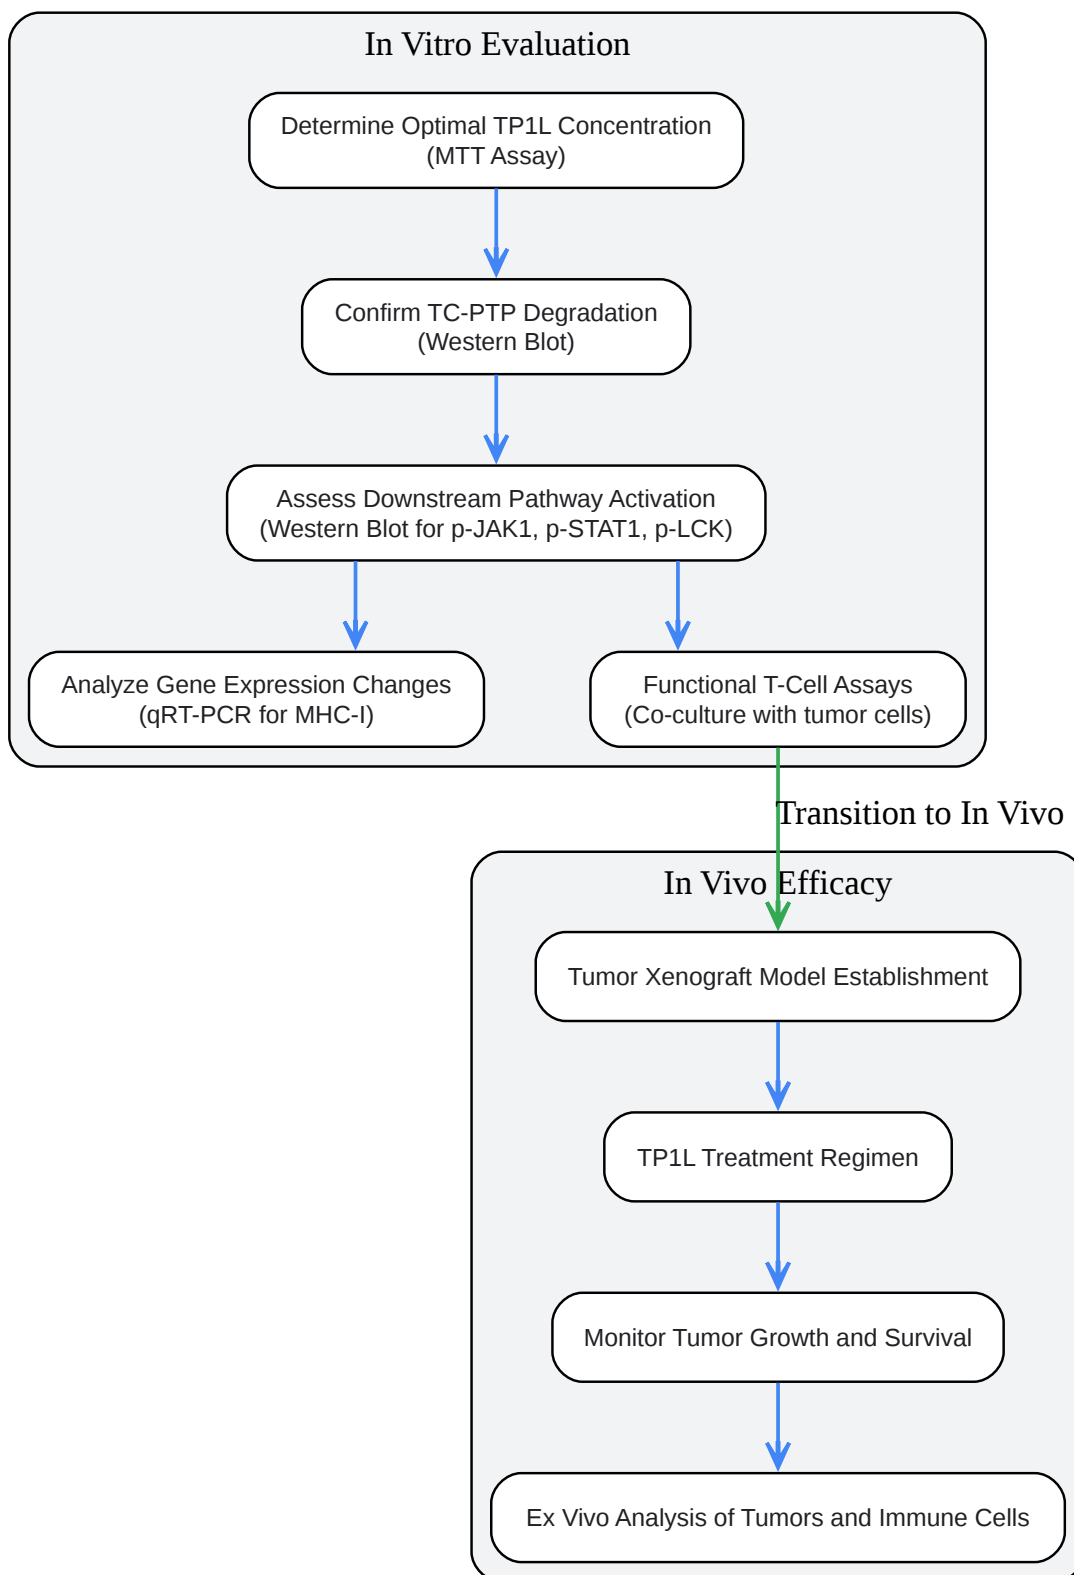 In Vitro Evaluation
Determine Optimal TP1L Concentration
(MTT Assay)
Confirm TC-PTP Degradation
(Western Blot)
Assess Downstream Pathway Activation
(Western Blot for p-JAK1, p-STAT1, p-LCK)
Analyze Gene Expression Changes
(qRT-PCR for MHC-I)
Functional T-Cell Assays
(Co-culture with tumor cells)
Transition to In Vivo
In Vivo Efficacy
Tumor Xenograft Model Establishment
TP1L Treatment Regimen
Monitor Tumor Growth and Survival
Ex Vivo Analysis of Tumors and Immune Cells